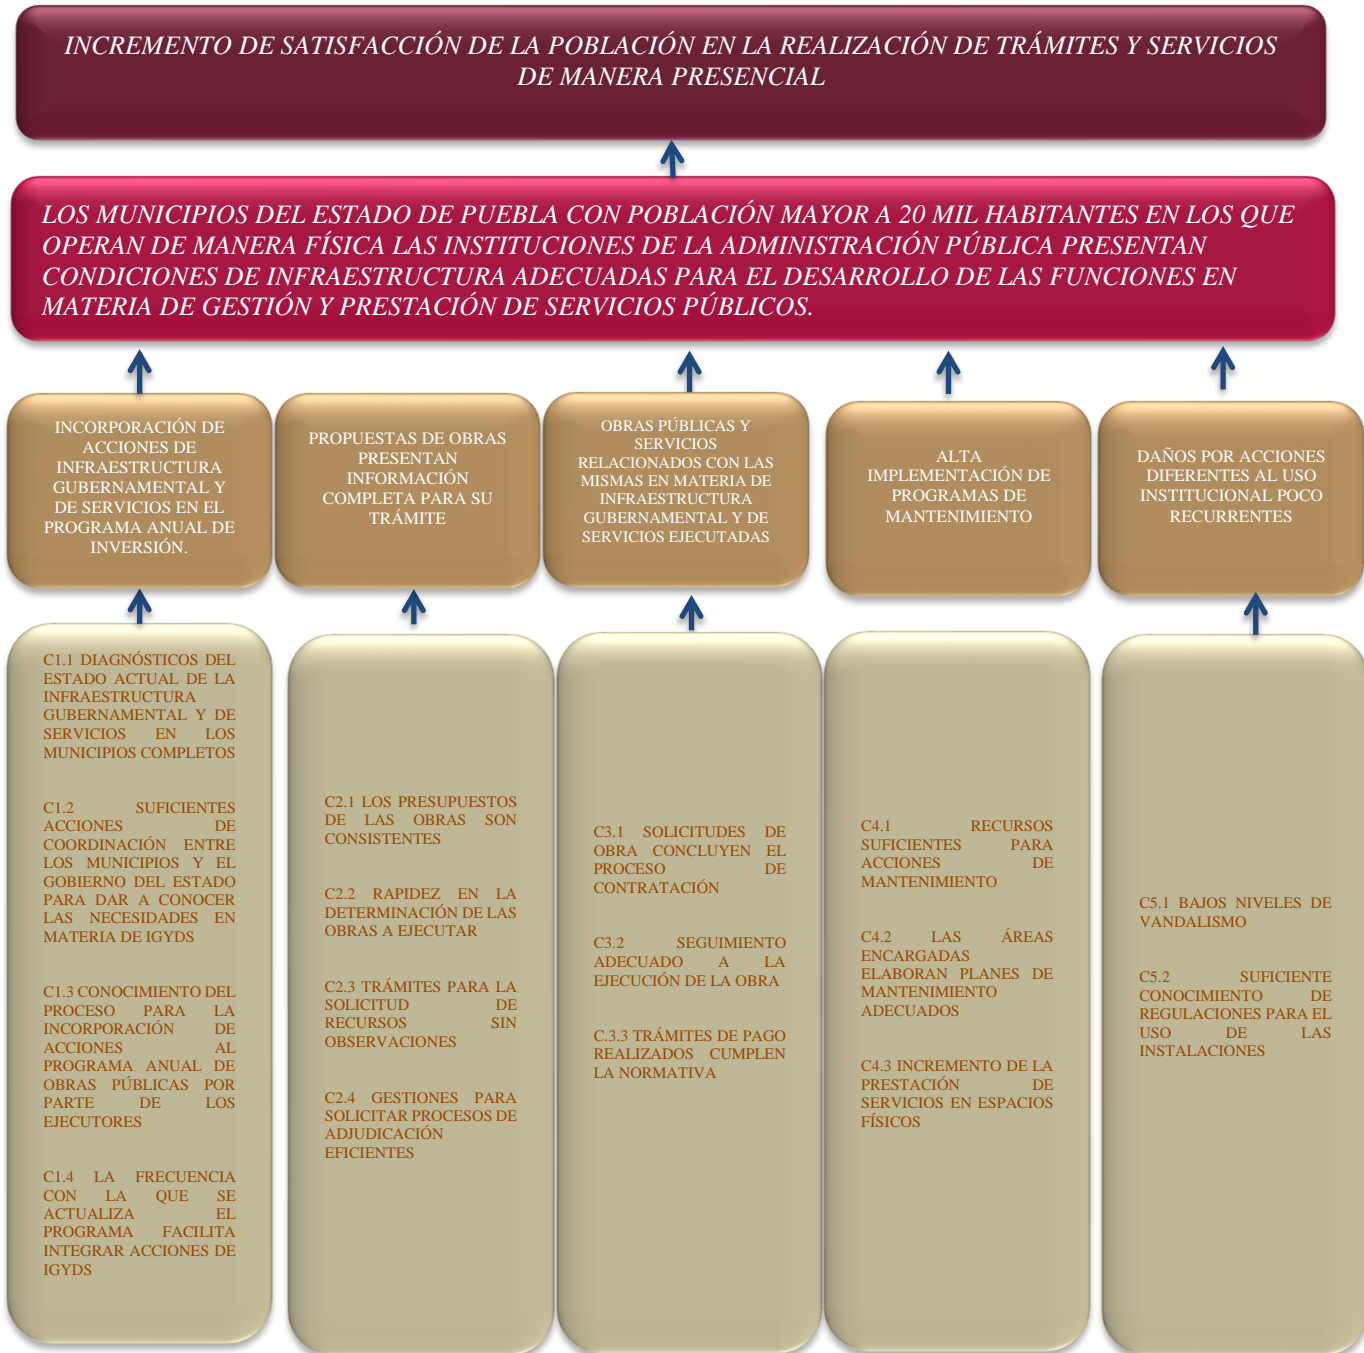 INCREMENTO DE SATISFACCIÓN DE LA POBLACIÓN EN LA REALIZACIÓN DE TRÁMITES Y SERVICIOS
DE MANERA PRESENCIAL
LOS MUNICIPIOS DEL ESTADO DE PUEBLA CON POBLACIÓN MAYOR A 20 MIL HABITANTES EN LOS QUE
OPERAN DE MANERA FÍSICA LAS INSTITUCIONES DE LA ADMINISTRACIÓN PÚBLICA PRESENTAN
CONDICIONES DE INFRAESTRUCTURA ADECUADAS PARA EL DESARROLLO DE LAS FUNCIONES EN
MATERIA DE GESTIÓN Y PRESTACIÓN DE SERVICIOS PÚBLICOS.
INCORPORACIÓN DE
ACCIONES DE
INFRAESTRUCTURA
GUBERNAMENTAL Y
DE SERVICIOS EN EL
PROGRAMA ANUAL DE
INVERSIÓN.
PROPUESTAS DE OBRAS
PRESENTAN
INFORMACIÓN
COMPLETA PARA SU
TRÁMITE
OBRAS PÚBLICAS Y
SERVICIOS
RELACIONADOS CON LAS
MISMAS EN MATERIA DE
INFRAESTRUCTURA
GUBERNAMENTAL Y DE
SERVICIOS EJECUTADAS
ALTA
IMPLEMENTACIÓN DE
PROGRAMAS DE
MANTENIMIENTO
DAÑOS POR ACCIONES
DIFERENTES AL USO
INSTITUCIONAL POCO
RECURRENTES
C1.1 DIAGNÓSTICOS DEL
ESTADO ACTUAL DE LA
INFRAESTRUCTURA
GUBERNAMENTAL Y DE
SERVICIOS EN LOS
MUNICIPIOS COMPLETOS
C1.2 SUFICIENTES
ACCIONES DE
COORDINACIÓN ENTRE
LOS MUNICIPIOS Y EL
GOBIERNO DEL ESTADO
PARA DAR A CONOCER
LAS NECESIDADES EN
MATERIA DE IGYDS
C1.3 CONOCIMIENTO DEL
PROCESO PARA LA
INCORPORACIÓN DE
ACCIONES AL
PROGRAMA ANUAL DE
OBRAS PÚBLICAS POR
PARTE DE LOS
EJECUTORES
C1.4 LA FRECUENCIA
CON LA QUE SE
ACTUALIZA EL
PROGRAMA FACILITA
INTEGRAR ACCIONES DE
IGYDS
C2.1 LOS PRESUPUESTOS
DE LAS OBRAS SON
CONSISTENTES
C2.2 RAPIDEZ EN LA
DETERMINACIÓN DE LAS
OBRAS A EJECUTAR
C2.3 TRÁMITES PARA LA
SOLICITUD DE
RECURSOS SIN
OBSERVACIONES
C2.4 GESTIONES PARA
SOLICITAR PROCESOS DE
ADJUDICACIÓN
EFICIENTES
C3.1 SOLICITUDES DE
OBRA CONCLUYEN EL
PROCESO DE
CONTRATACIÓN
C3.2 SEGUIMIENTO
ADECUADO A LA
EJECUCIÓN DE LA OBRA
C.3.3 TRÁMITES DE PAGO
REALIZADOS CUMPLEN
LA NORMATIVA
C4.1 RECURSOS
SUFICIENTES PARA
ACCIONES DE
MANTENIMIENTO
C4.2 LAS ÁREAS
ENCARGADAS
ELABORAN PLANES DE
MANTENIMIENTO
ADECUADOS
C4.3 INCREMENTO DE LA
PRESTACIÓN DE
SERVICIOS EN ESPACIOS
FÍSICOS
C5.1 BAJOS NIVELES DE
VANDALISMO
C5.2 SUFICIENTE
CONOCIMIENTO DE
REGULACIONES PARA EL
USO DE LAS
INSTALACIONES